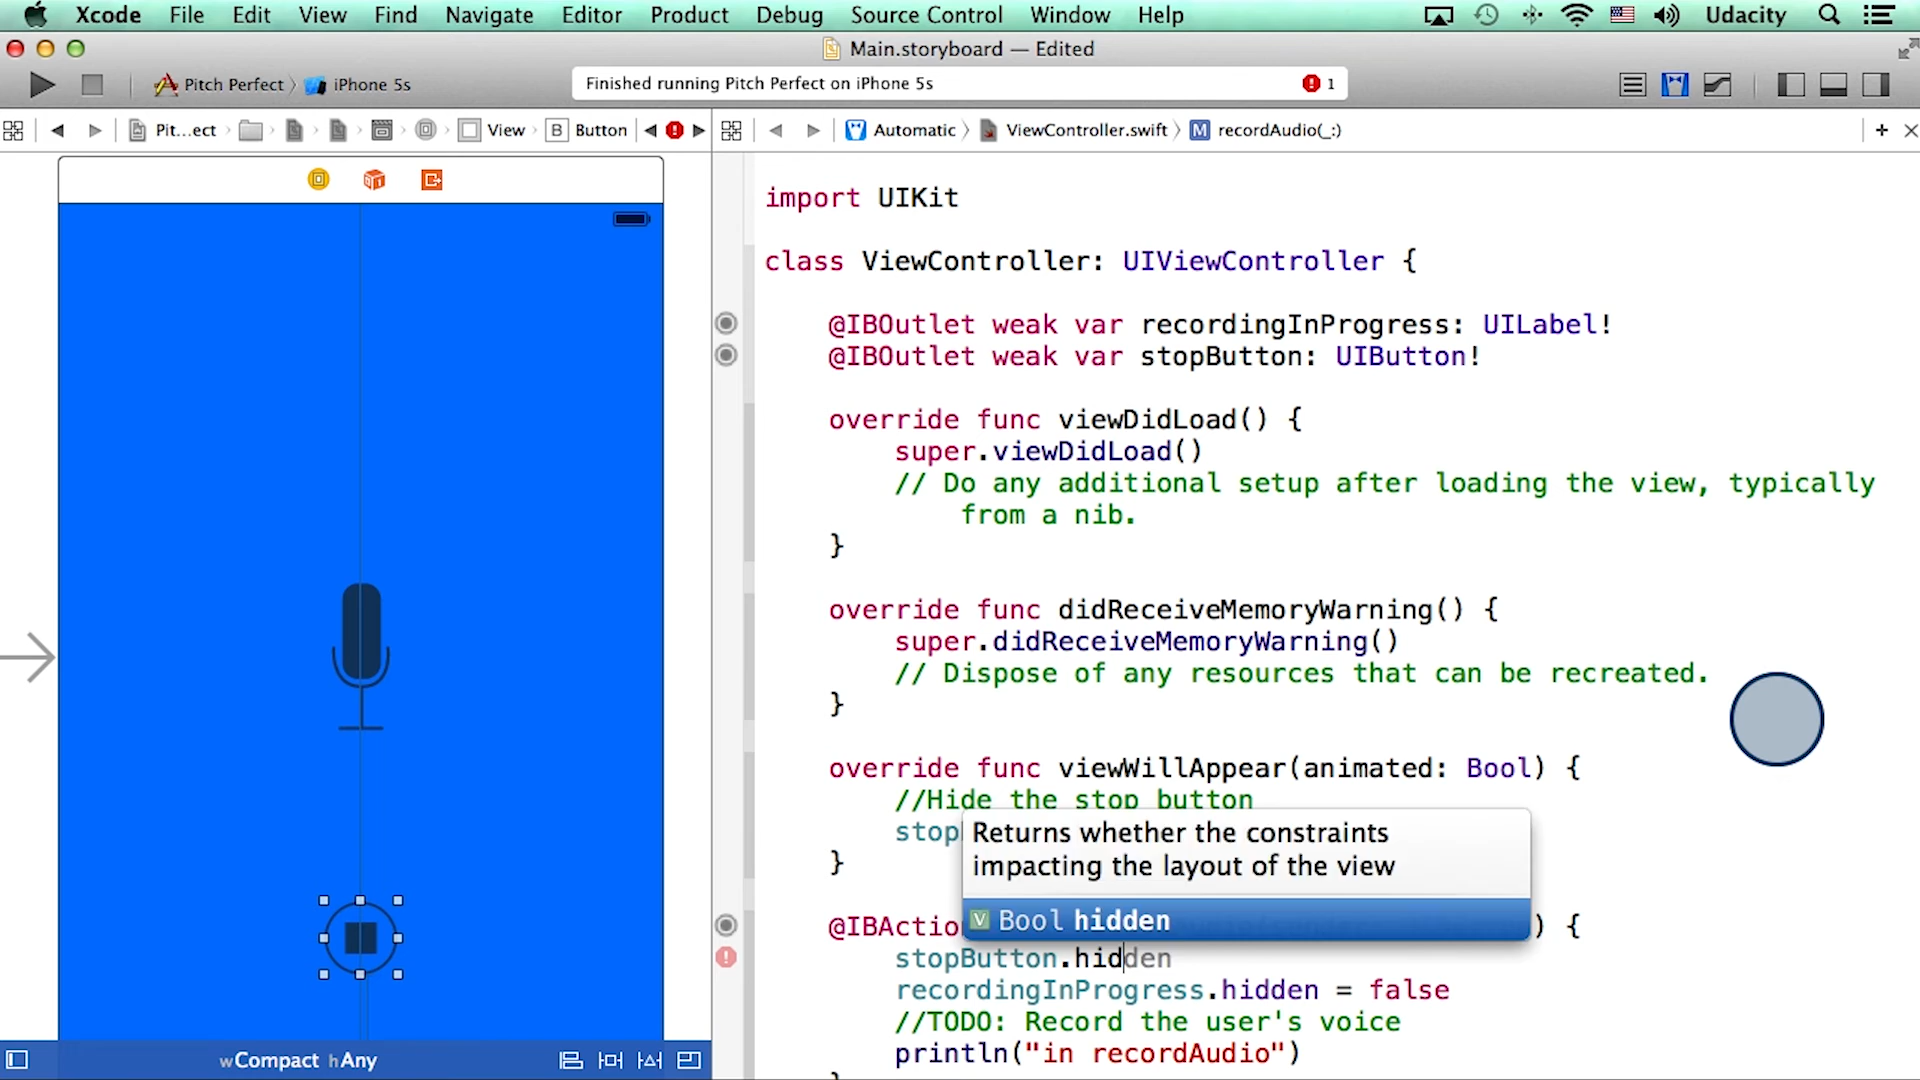 Xcode File Edit View Find Navigate Editor Product Debug Source Control Window Help Udacity
Main.storyboard — Edited
Pitch Perfect iPhone 5s Finished running Pitch Perfect on iPhone 5s 1
Pit...ect View B Button Automatic ViewController.swift M recordAudio(_:)
import UIKit
class ViewController: UIViewController {
@IBOutlet weak var recordingInProgress: UILabel!
@IBOutlet weak var stopButton: UIButton!
override func viewDidLoad() {
super.viewDidLoad()
// Do any additional setup after loading the view, typically
from a nib.
}
override func didReceiveMemoryWarning() {
super.didReceiveMemoryWarning()
// Dispose of any resources that can be recreated.
}
override func viewWillAppear(animated: Bool) {
//Hide the stop button
stop
Returns whether the constraints
impacting the layout of the view
}
V Bool hidden
@IBActio ) {
stopButton.hidden
recordingInProgress.hidden = false
//TODO: Record the user's voice
println("in recordAudio")
wCompact hAny